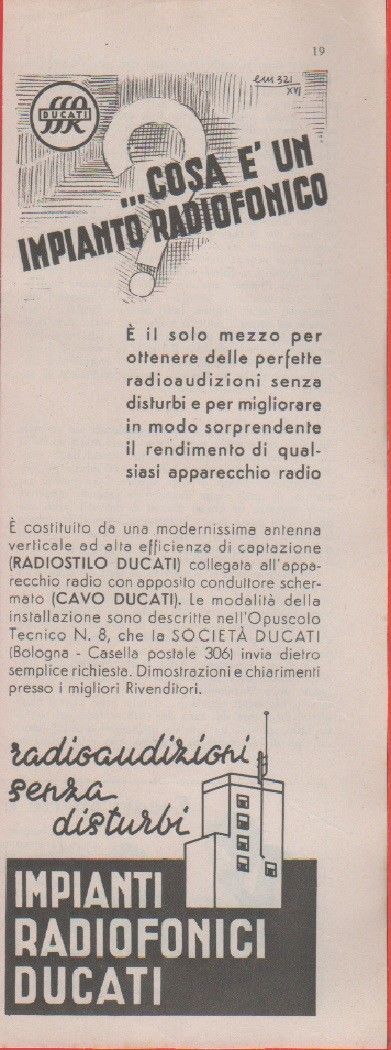 19
DUCATI
em 321
XVI
... COSA E' UN
IMPIANTO RADIOFONICO
È il solo mezzo per
ottenere delle perfette
radioaudizioni senza
disturbi e per migliorare
in modo sorprendente
il rendimento di qual-
siasi apparecchio radio
È costituito da una modernissima antenna
verticale ad alta efficienza di captazione
(RADIOSTILO DUCATI) collegata all'appa-
recchio radio con apposito conduttore scher-
mato (CAVO DUCATI). Le modalità della
installazione sono descritte nell'Opuscolo
Tecnico N. 8, che la SOCIETÀ DUCATI
(Bologna - Casella postale 306) invia dietro
semplice richiesta. Dimostrazioni e chiarimenti
presso i migliori Rivenditori.
radioaudizioni
senza
disturbi
IMPIANTI
RADIOFONICI
DUCATI